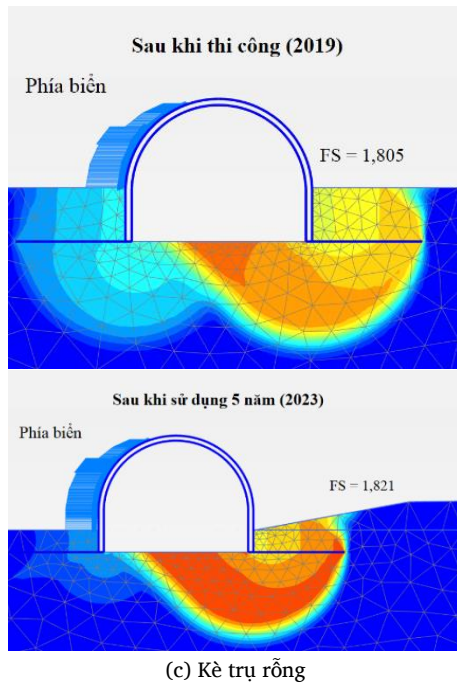 Sau khi thi công (2019)
Phía biển
FS = 1,805
Sau khi sử dụng 5 năm (2023)
Phía biển
FS = 1,821
(c) Kè trụ rỗng